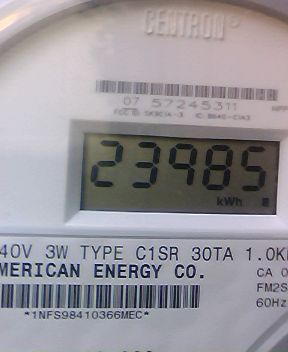 CENTRON®
07 57245311
23985
kWh
40V 3W TYPE C1SR 30TA 1.0K
MERICAN ENERGY CO.
CA 0
FM2S
60Hz
*1NFS98410366MEC*